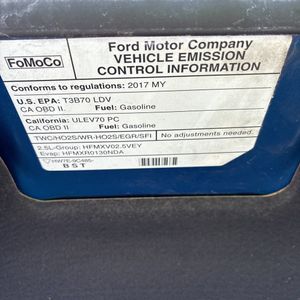 FoMoCo
Ford Motor Company
VEHICLE EMISSION
CONTROL INFORMATION
Conforms to regulations: 2017 MY
U.S. EPA: T3B70 LDV
CA OBD II. Fuel: Gasoline
California: ULEV70 PC
CA OBD II Fuel: Gasoline
TWC/HO2S/WR-HO2S/EGR/SFI
No adjustments needed.
2.5L-Group: HFMXV02.5VEY
Evap: HFMXR0130NDA
HW7E-9C485-
B S T